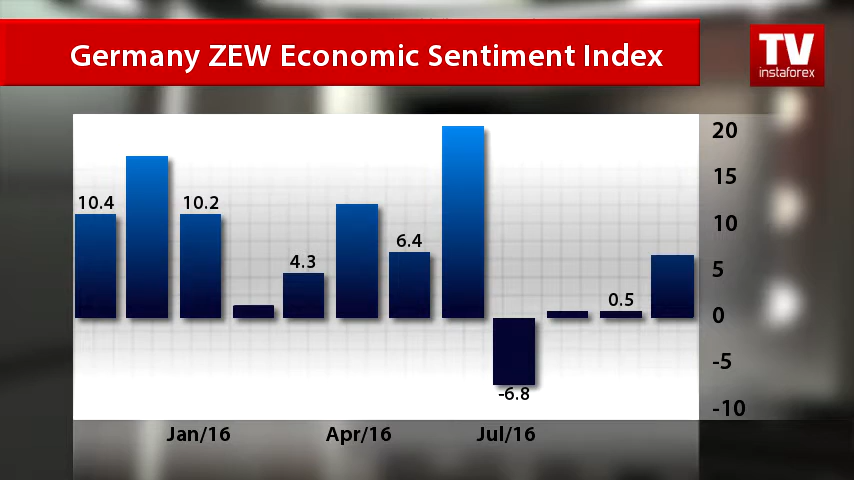 Germany ZEW Economic Sentiment Index
TV
instaforex
20
15
10
5
0
-5
-10
10.4
10.2
4.3
6.4
-6.8
0.5
Jan/16
Apr/16
Jul/16